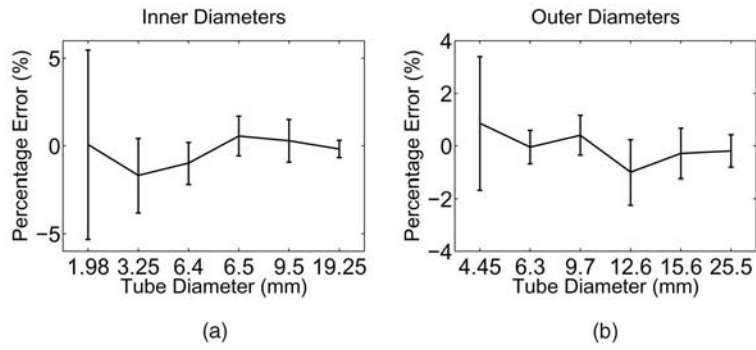 Inner Diameters
Percentage Error (%)
5
0
−5
1.98 3.25 6.4 6.5 9.5 19.25
Tube Diameter (mm)
(a)
Outer Diameters
Percentage Error (%)
4
2
0
−2
−4
4.45 6.3 9.7 12.6 15.6 25.5
Tube Diameter (mm)
(b)